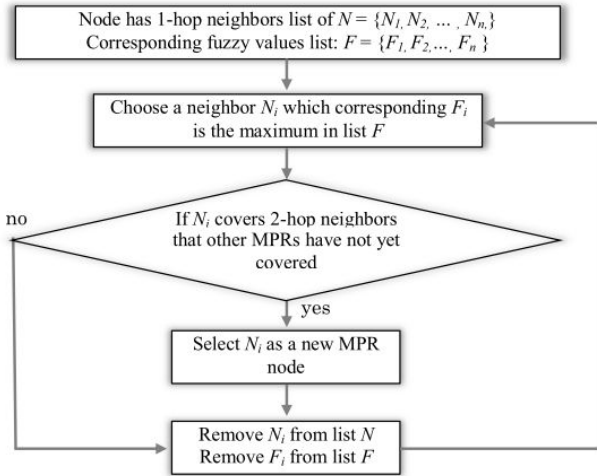 Node has 1-hop neighbors list of N = {N1, N2, ... , Nn,}
Corresponding fuzzy values list: F = {F1, F2,..., Fn }
Choose a neighbor Ni which corresponding Fi
is the maximum in list F
no
If Ni covers 2-hop neighbors
that other MPRs have not yet
covered
yes
Select Ni as a new MPR
node
Remove Ni from list N
Remove Fi from list F